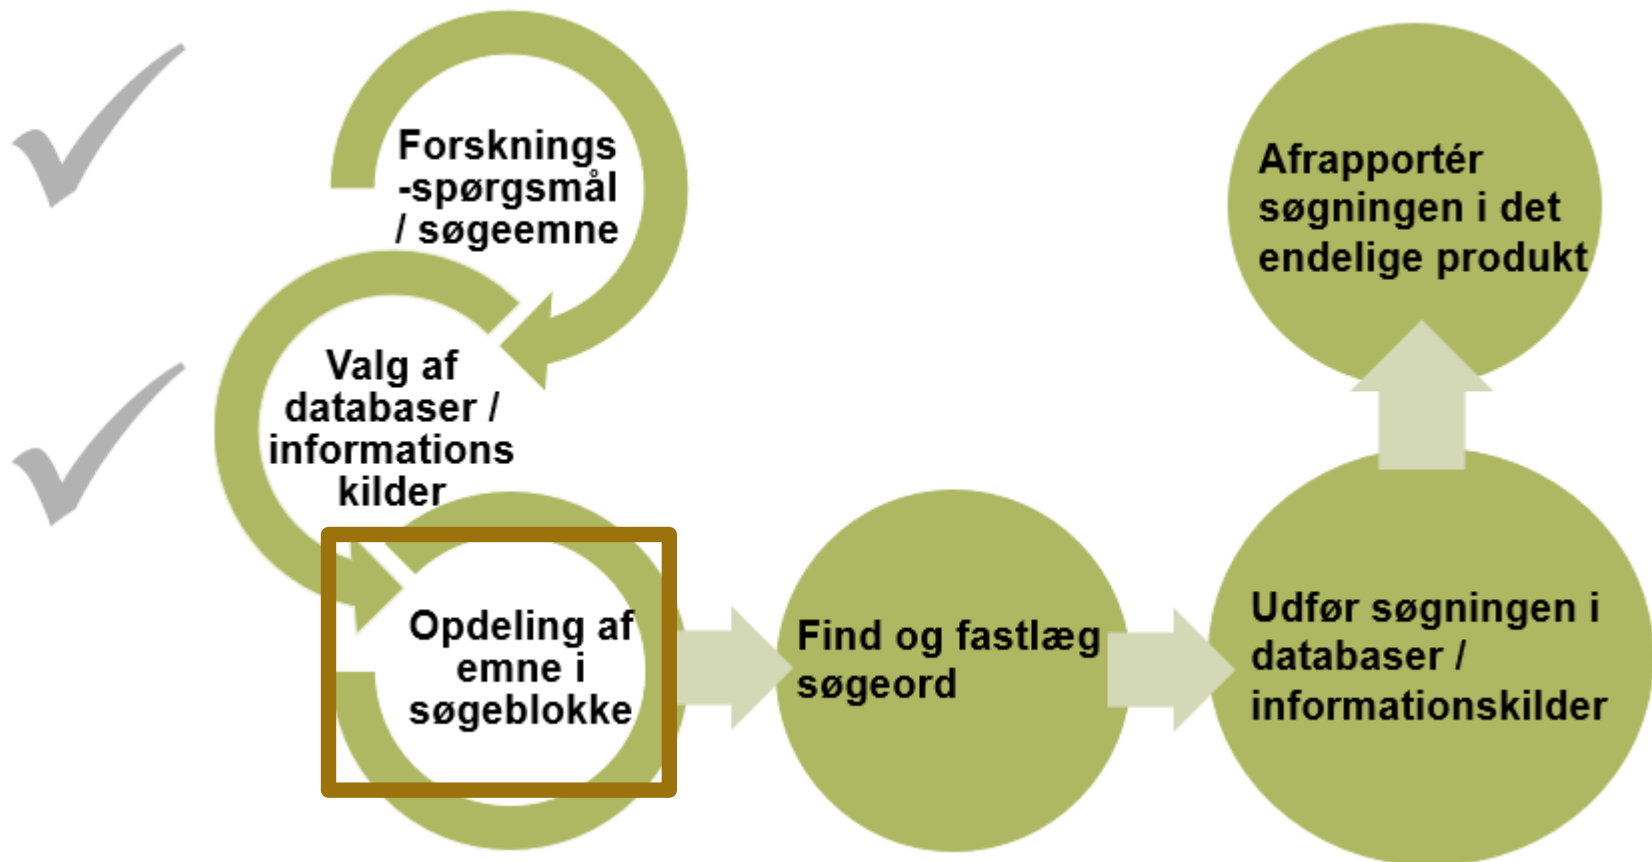 Forsknings
-spørgsmål
/ søgeemne
Valg af
databaser /
informations
kilder
Opdeling af
emne i
søgeblokke
Find og fastlæg
søgeord
Udfør søgningen i
databaser /
informationskilder
Afrapportér
søgningen i det
endelige produkt